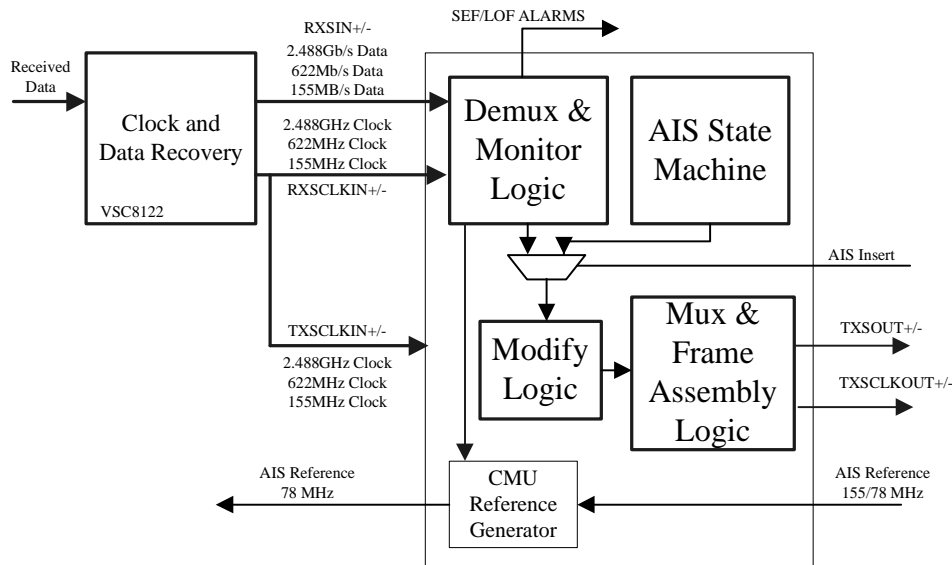 SEF/LOF ALARMS
RXSIN+/-
2.488Gb/s Data
622Mb/s Data
155MB/s Data
Received
Data
Clock and
Data Recovery
VSC8122
2.488GHz Clock
622MHz Clock
155MHz Clock
RXSCLKIN+/-
Demux &
Monitor
Logic
AIS State
Machine
AIS Insert
TXSCLKIN+/-
2.488GHz Clock
622MHz Clock
155MHz Clock
Modify
Logic
Mux &
Frame
Assembly
Logic
TXSOUT+/-
TXSCLKOUT+/-
AIS Reference
78 MHz
CMU
Reference
Generator
AIS Reference
155/78 MHz